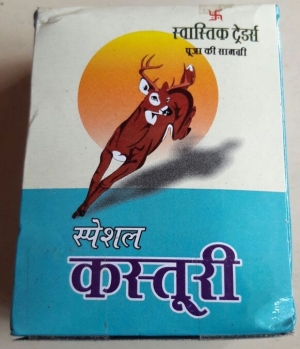 स्वास्तिक ट्रेडर्स
पूजा की सामग्री
स्पेशल
कस्तूरी